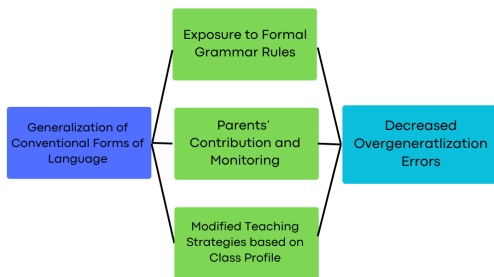 Exposure to Formal
Grammar Rules
Generalization of
Conventional Forms of
Language
Parents'
Contribution and
Monitoring
Decreased
Overgeneratlization
Errors
Modified Teaching
Strategies based on
Class Profile